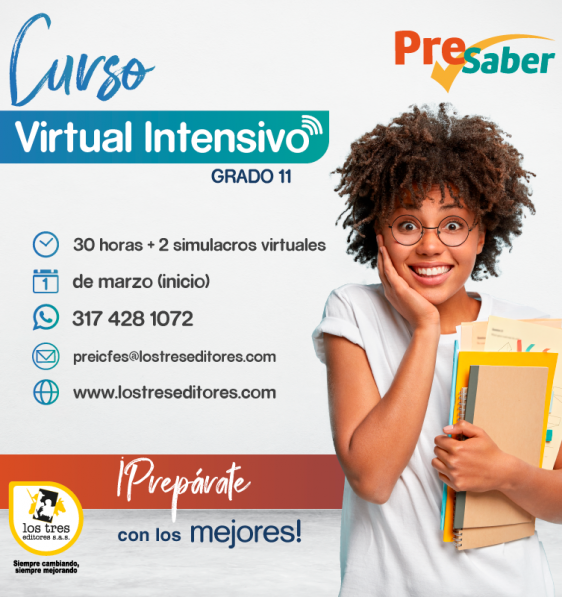 Curso
PreSaber
Virtual Intensivo
GRADO 11
30 horas + 2 simulacros virtuales
1 de marzo (inicio)
317 428 1072
preicfes@lostreseditores.com
www.lostreseditores.com
¡Prepárate
con los mejores!
los tres
editores s.a.s.
Siempre cambiando,
siempre mejorando